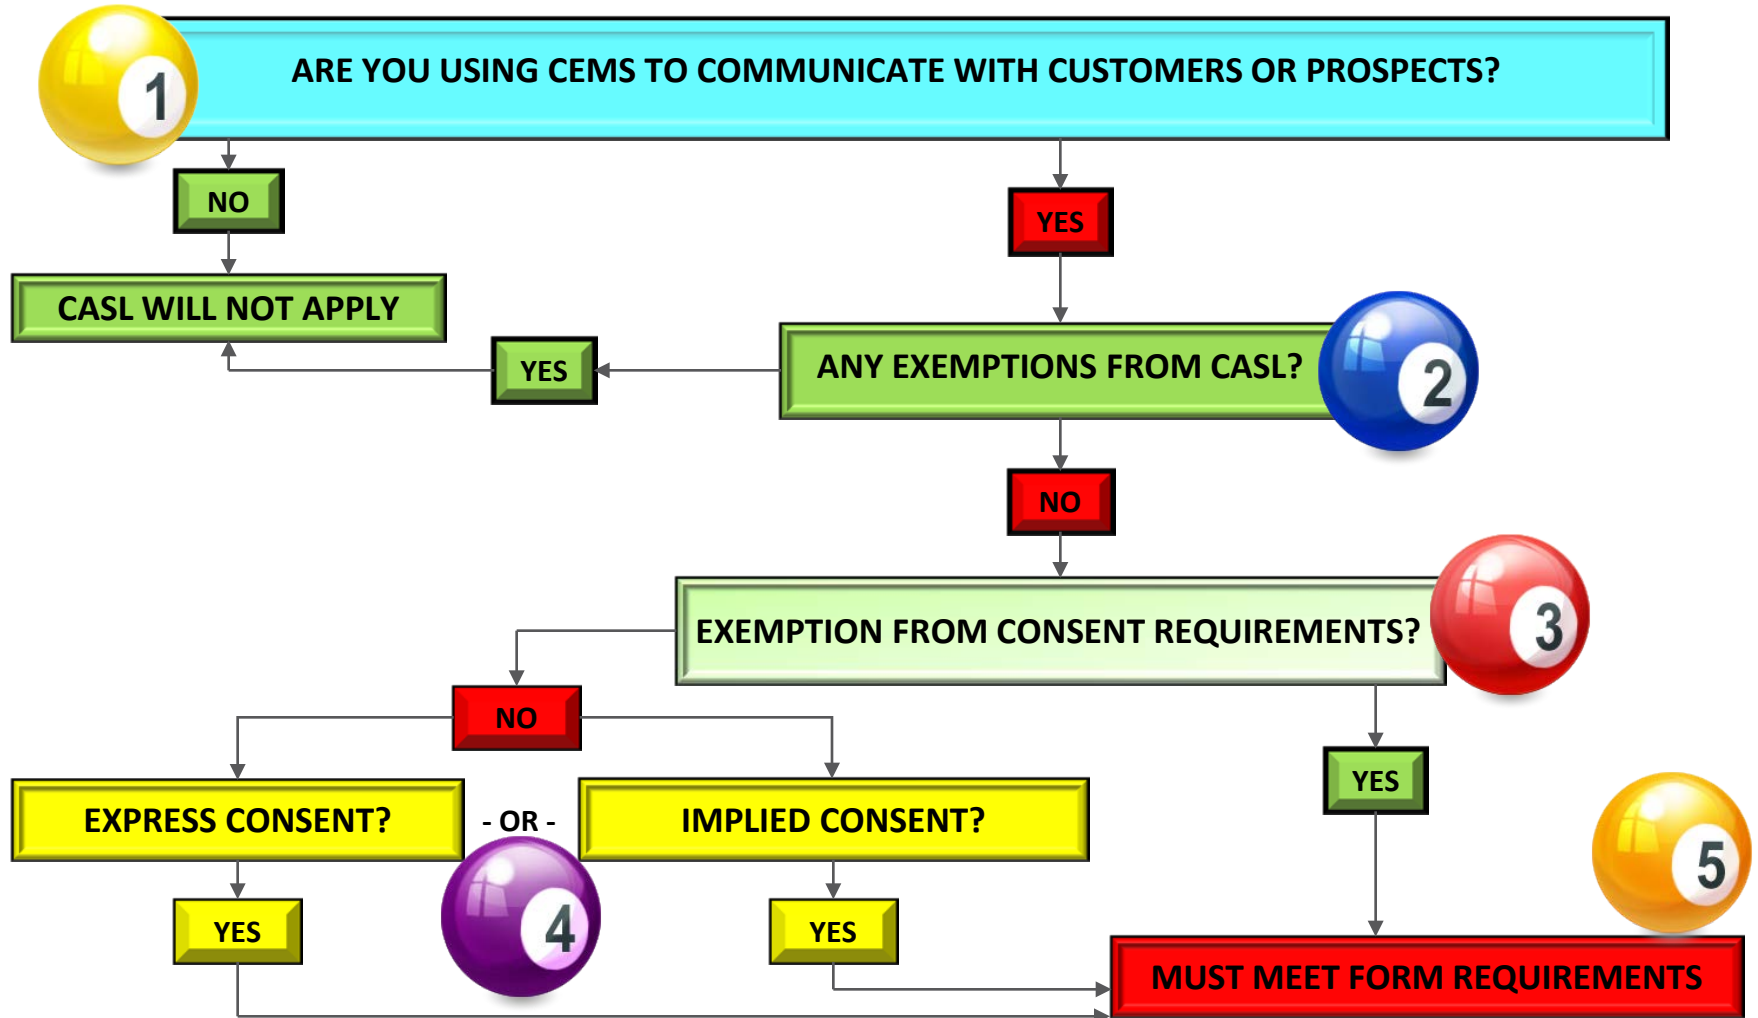 1
ARE YOU USING CEMS TO COMMUNICATE WITH CUSTOMERS OR PROSPECTS?
NO
YES
CASL WILL NOT APPLY
YES
ANY EXEMPTIONS FROM CASL?
2
NO
EXEMPTION FROM CONSENT REQUIREMENTS?
3
NO
YES
EXPRESS CONSENT?
- OR -
IMPLIED CONSENT?
4
5
YES
YES
MUST MEET FORM REQUIREMENTS